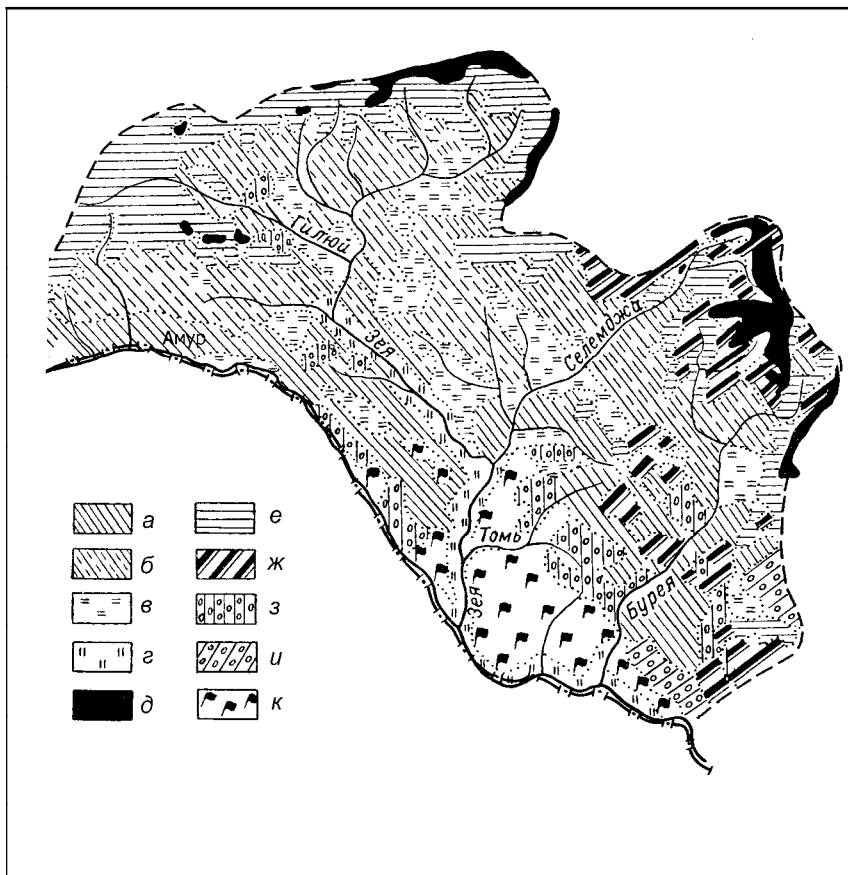 Гилюй
Зея
Селемджа
Амур
Томь
Зея
Бурея
а е
б ж
в з
г и
д к